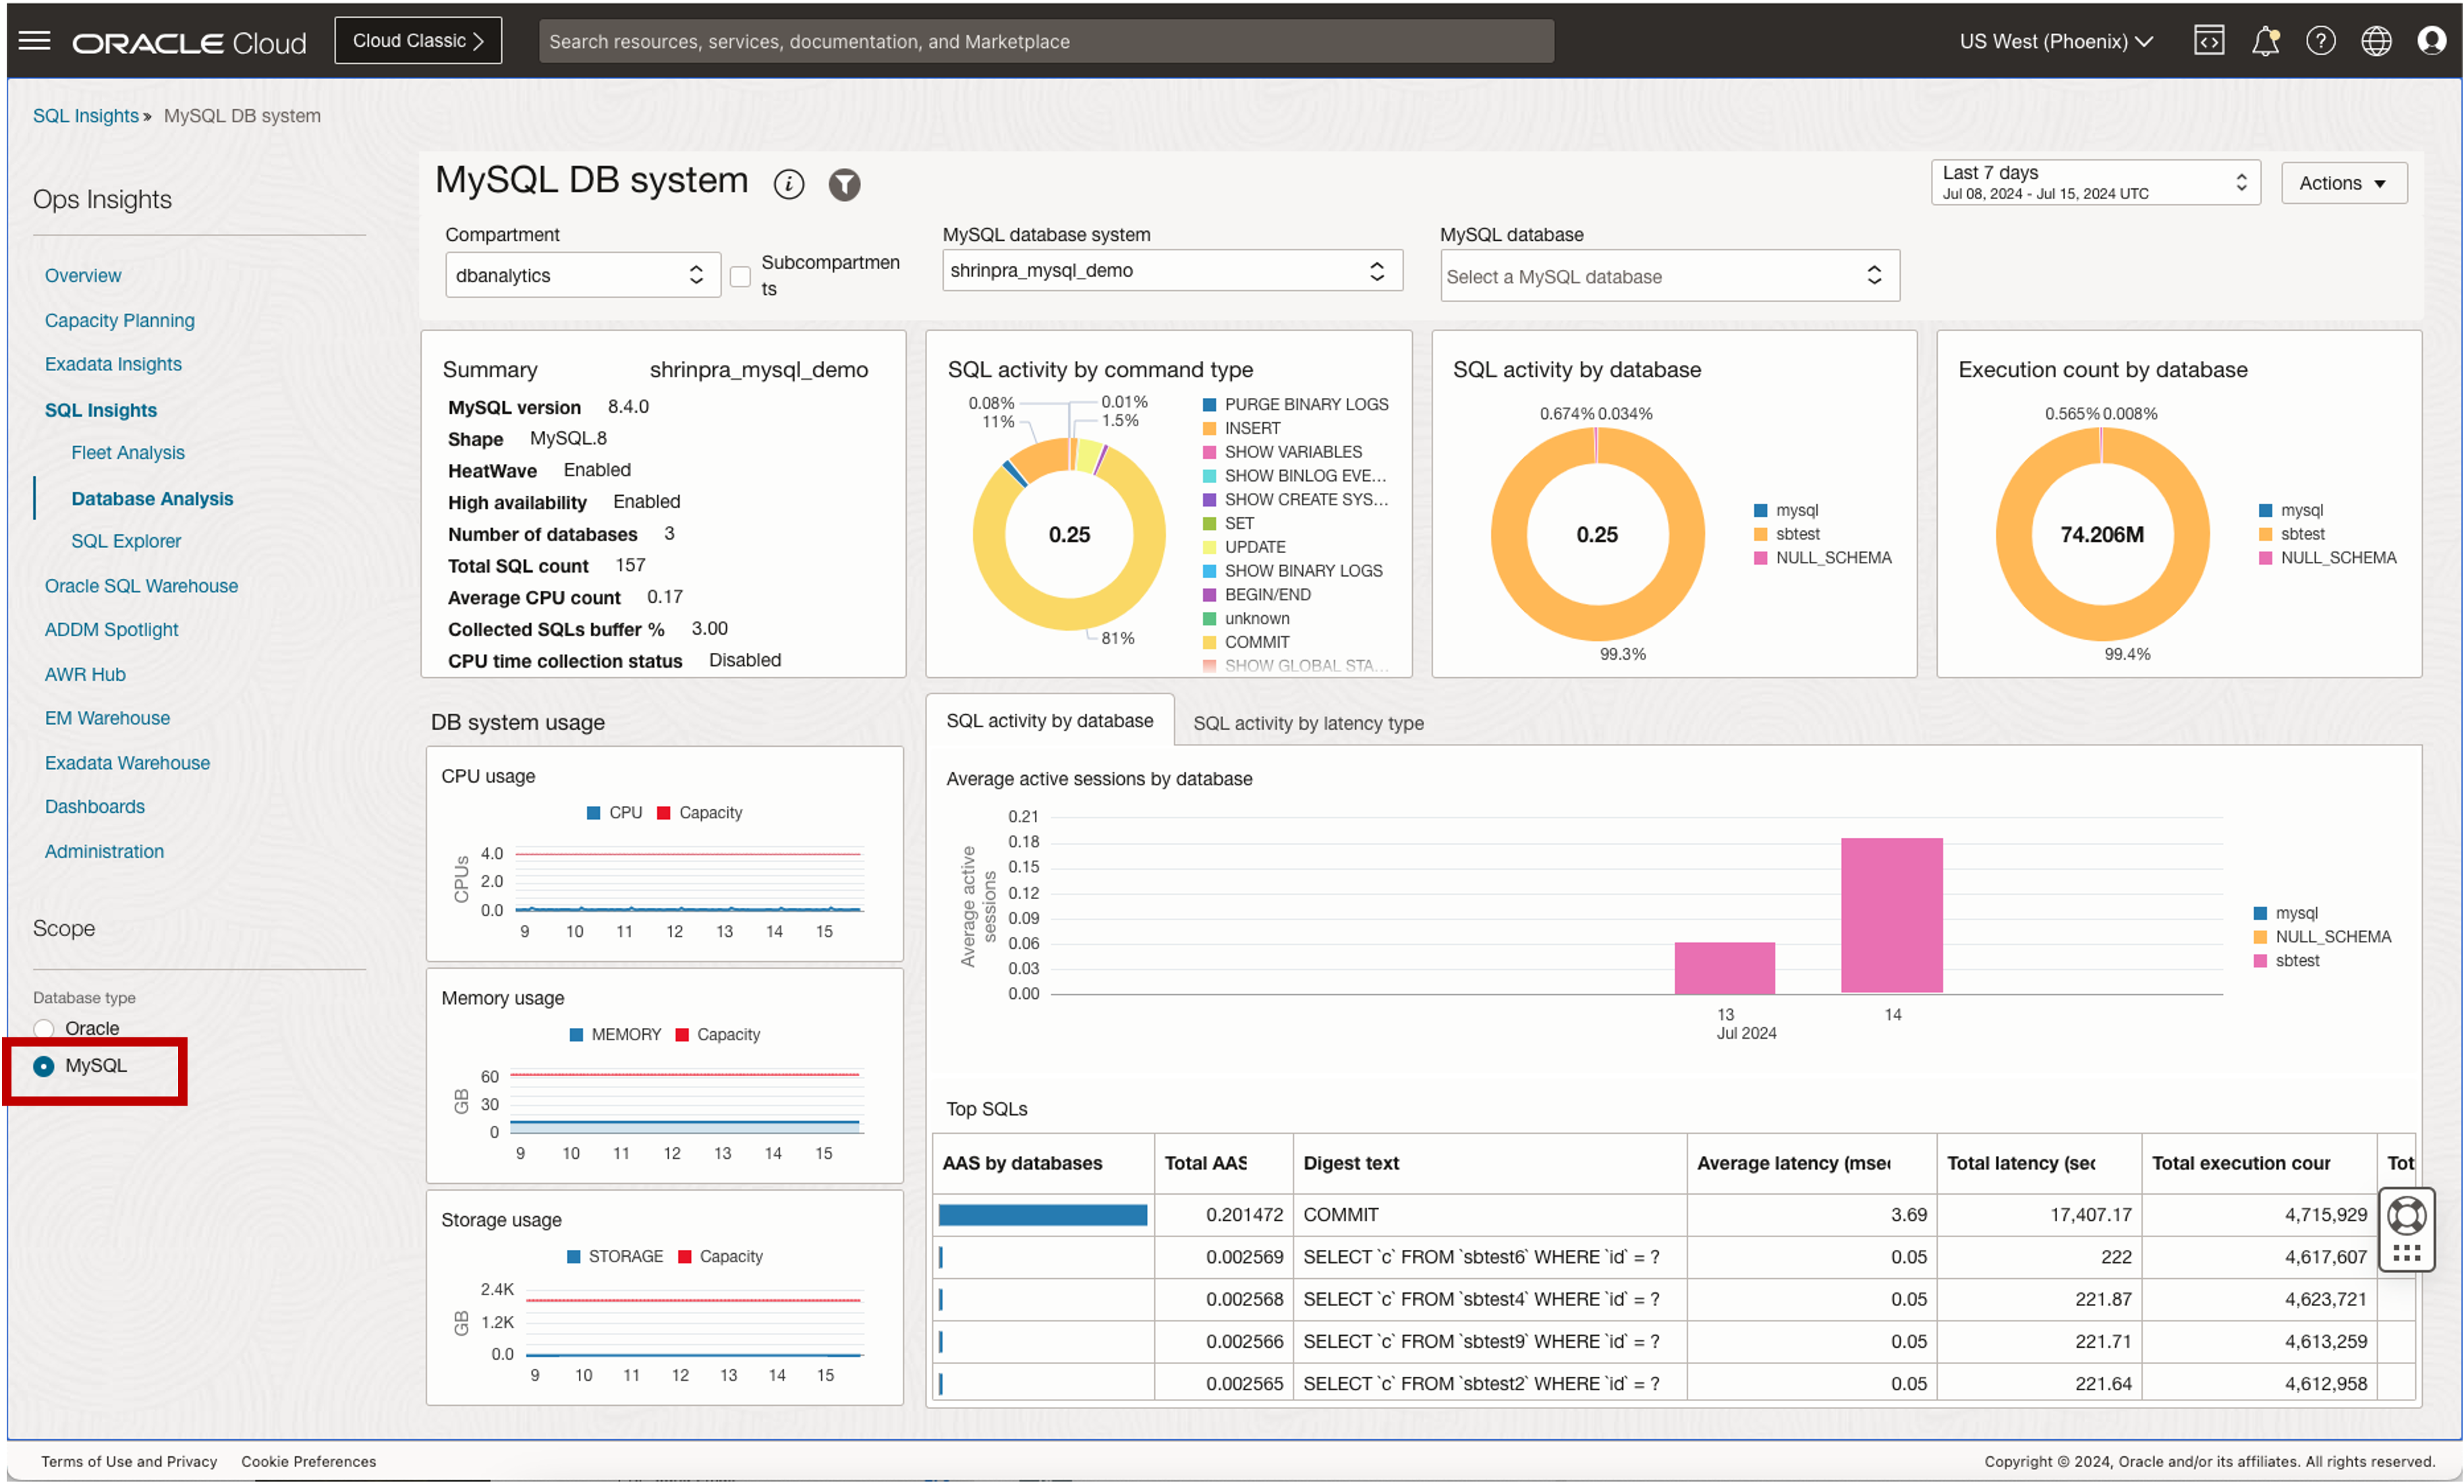 ORACLE Cloud
Cloud Classic
Search resources, services, documentation, and Marketplace
US West (Phoenix)
SQL Insights » MySQL DB system
Ops Insights
Overview
Capacity Planning
Exadata Insights
SQL Insights
Fleet Analysis
Database Analysis
SQL Explorer
Oracle SQL Warehouse
ADDM Spotlight
AWR Hub
EM Warehouse
Exadata Warehouse
Dashboards
Administration
Scope
Database type
Oracle
MySQL
MySQL DB system
Last 7 days
Jul 08, 2024 - Jul 15, 2024 UTC
Actions
Compartment
dbanalytics
Subcompartmen
ts
MySQL database system
shrinpra_mysql_demo
MySQL database
Select a MySQL database
Summary shrinpra_mysql_demo
MySQL version 8.4.0
Shape MySQL.8
HeatWave Enabled
High availability Enabled
Number of databases 3
Total SQL count 157
Average CPU count 0.17
Collected SQLs buffer % 3.00
CPU time collection status Disabled
SQL activity by command type
0.08% 0.01%
11% 1.5%
0.25
81%
PURGE BINARY LOGS
INSERT
SHOW VARIABLES
SHOW BINLOG EVE...
SHOW CREATE SYS...
SET
UPDATE
SHOW BINARY LOGS
BEGIN/END
unknown
COMMIT
SHOW GLOBAL STA...
SQL activity by database
0.674% 0.034%
0.25
99.3%
mysql
sbtest
NULL_SCHEMA
Execution count by database
0.565% 0.008%
74.206M
99.4%
mysql
sbtest
NULL_SCHEMA
DB system usage
CPU usage
CPU Capacity
CPUs
4.0
2.0
0.0
9 10 11 12 13 14 15
Memory usage
MEMORY Capacity
GB
60
30
0
9 10 11 12 13 14 15
Storage usage
STORAGE Capacity
GB
2.4K
1.2K
0.0
9 10 11 12 13 14 15
SQL activity by database
SQL activity by latency type
Average active sessions by database
Average active
sessions
0.21
0.18
0.15
0.12
0.09
0.06
0.03
0.00
13 14
Jul 2024
mysql
NULL_SCHEMA
sbtest
Top SQLs
AAS by databases Total AAS Digest text Average latency (msec Total latency (sec Total execution cour Tot
0.201472 COMMIT 3.69 17,407.17 4,715,929
0.002569 SELECT `c` FROM `sbtest6` WHERE `id` = ? 0.05 222 4,617,607
0.002568 SELECT `c` FROM `sbtest4` WHERE `id` = ? 0.05 221.87 4,623,721
0.002566 SELECT `c` FROM `sbtest9` WHERE `id` = ? 0.05 221.71 4,613,259
0.002565 SELECT `c` FROM `sbtest2` WHERE `id` = ? 0.05 221.64 4,612,958
Terms of Use and Privacy Cookie Preferences
Copyright © 2024, Oracle and/or its affiliates. All rights reserved.